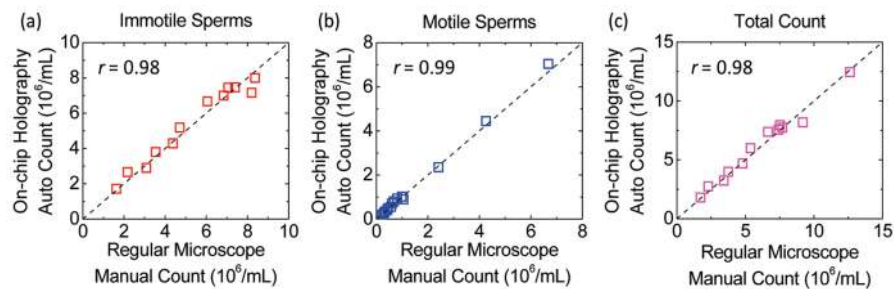 (a) Immotile Sperms
On-chip Holography
Auto Count (10⁶/mL)
r = 0.98
10
8
6
4
2
0
0 2 4 6 8 10
Regular Microscope
Manual Count (10⁶/mL)
(b) Motile Sperms
On-chip Holography
Auto Count (10⁶/mL)
r = 0.99
8
6
4
2
0
0 2 4 6 8
Regular Microscope
Manual Count (10⁶/mL)
(c) Total Count
On-chip Holography
Auto Count (10⁶/mL)
r = 0.98
15
10
5
0
0 5 10 15
Regular Microscope
Manual Count (10⁶/mL)